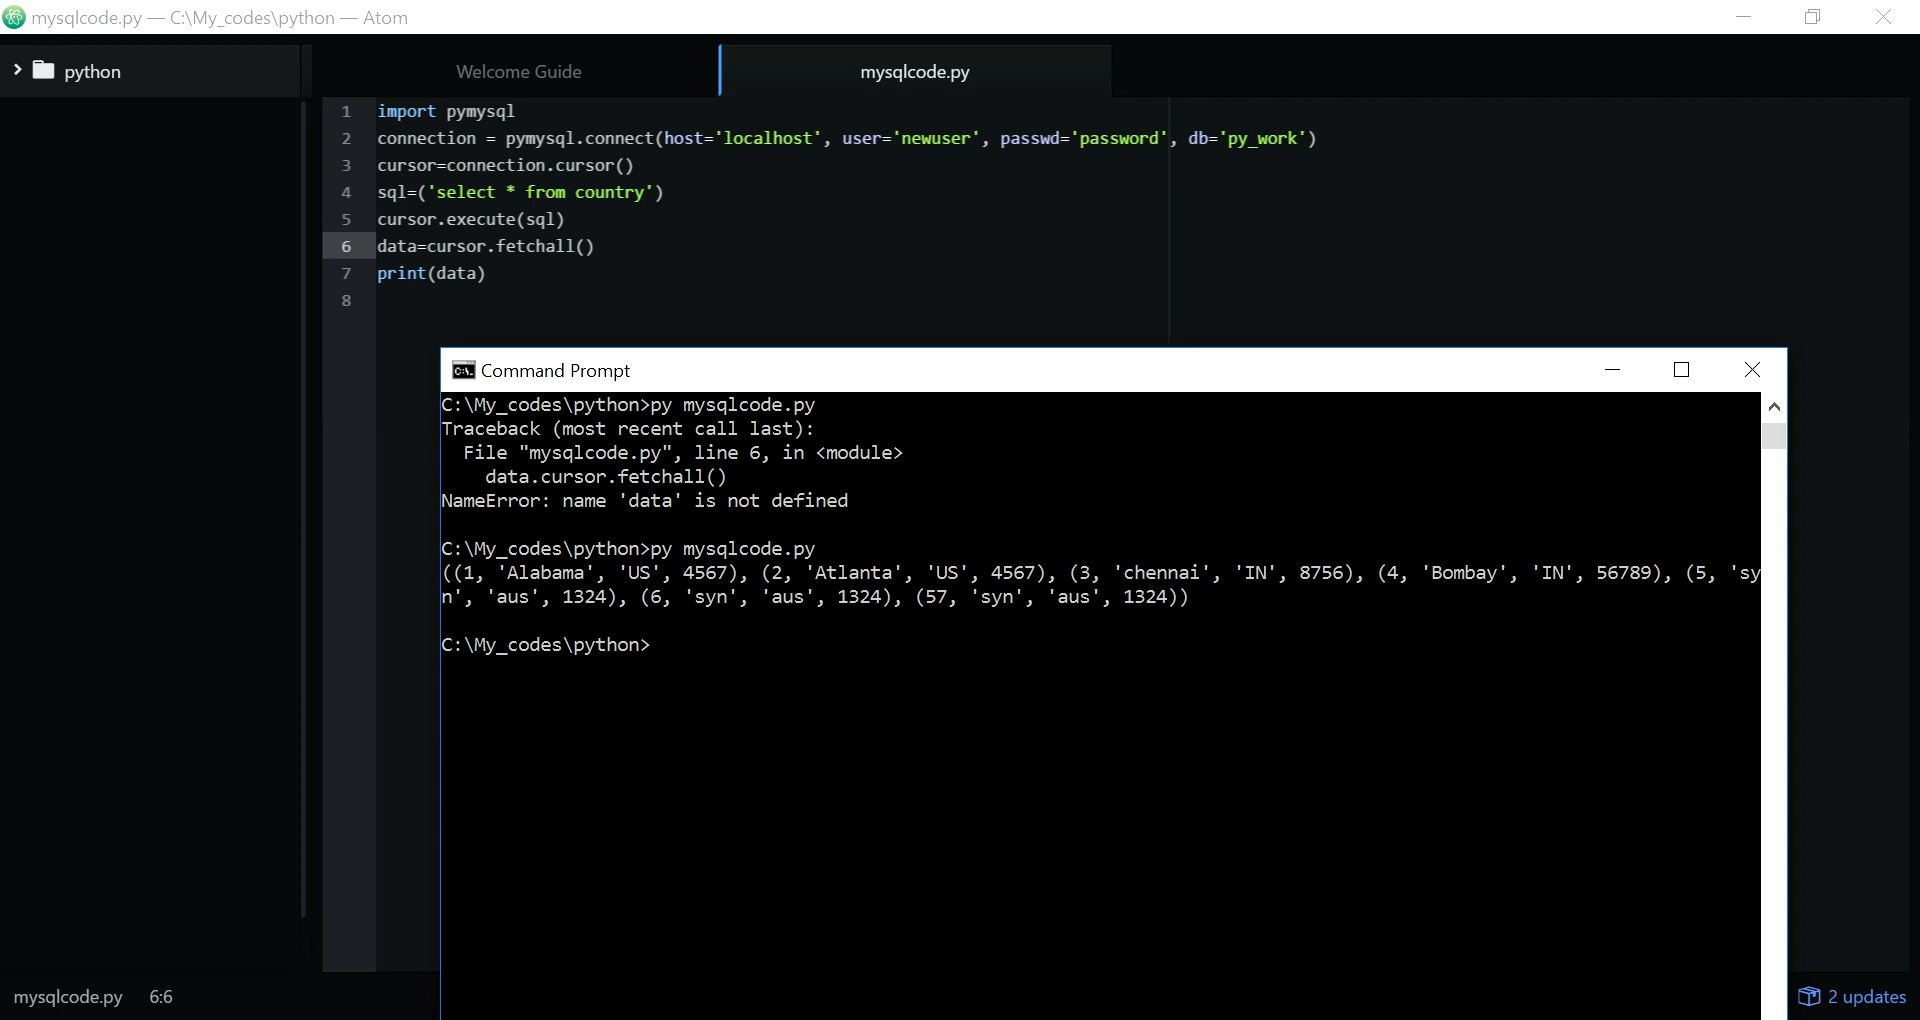 mysqlcode.py — C:\My_codes\python — Atom
python
Welcome Guide
mysqlcode.py
1 import pymysql
2 connection = pymysql.connect(host='localhost', user='newuser', passwd='password', db='py_work')
3 cursor=connection.cursor()
4 sql=('select * from country')
5 cursor.execute(sql)
6 data=cursor.fetchall()
7 print(data)
8
C:\. Command Prompt
C:\My_codes\python>py mysqlcode.py
Traceback (most recent call last):
  File "mysqlcode.py", line 6, in <module>
    data.cursor.fetchall()
NameError: name 'data' is not defined
C:\My_codes\python>py mysqlcode.py
((1, 'Alabama', 'US', 4567), (2, 'Atlanta', 'US', 4567), (3, 'chennai', 'IN', 8756), (4, 'Bombay', 'IN', 56789), (5, 'sy
n', 'aus', 1324), (6, 'syn', 'aus', 1324), (57, 'syn', 'aus', 1324))
C:\My_codes\python>
mysqlcode.py 6:6
2 updates